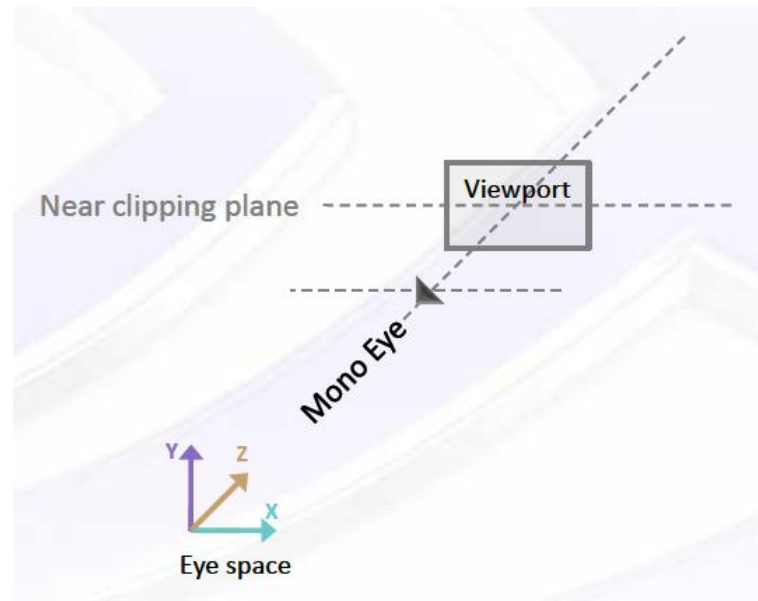 Viewport
Near clipping plane
Mono Eye
Y
Z
X
Eye space